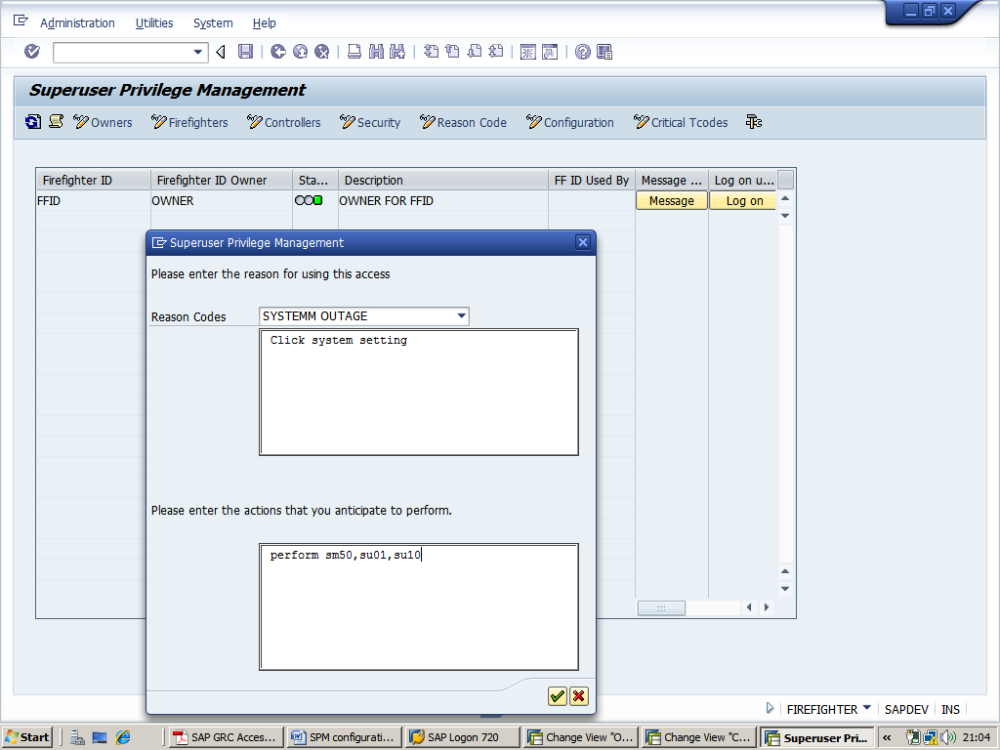 Administration Utilities System Help
Superuser Privilege Management
Owners Firefighters Controllers Security Reason Code Configuration Critical Tcodes
Firefighter ID Firefighter ID Owner Sta... Description FF ID Used By Message ... Log on u...
FFID OWNER OWNER FOR FFID Message Log on
Superuser Privilege Management
Please enter the reason for using this access
Reason Codes SYSTEMM OUTAGE
Click system setting
Please enter the actions that you anticipate to perform.
perform sm50,su01,su10
FIREFIGHTER SAPDEV INS
Start SAP GRC Acces... SPM configurati... SAP Logon 720 Change View "O... Change View "C... Superuser Pri... « 21:04